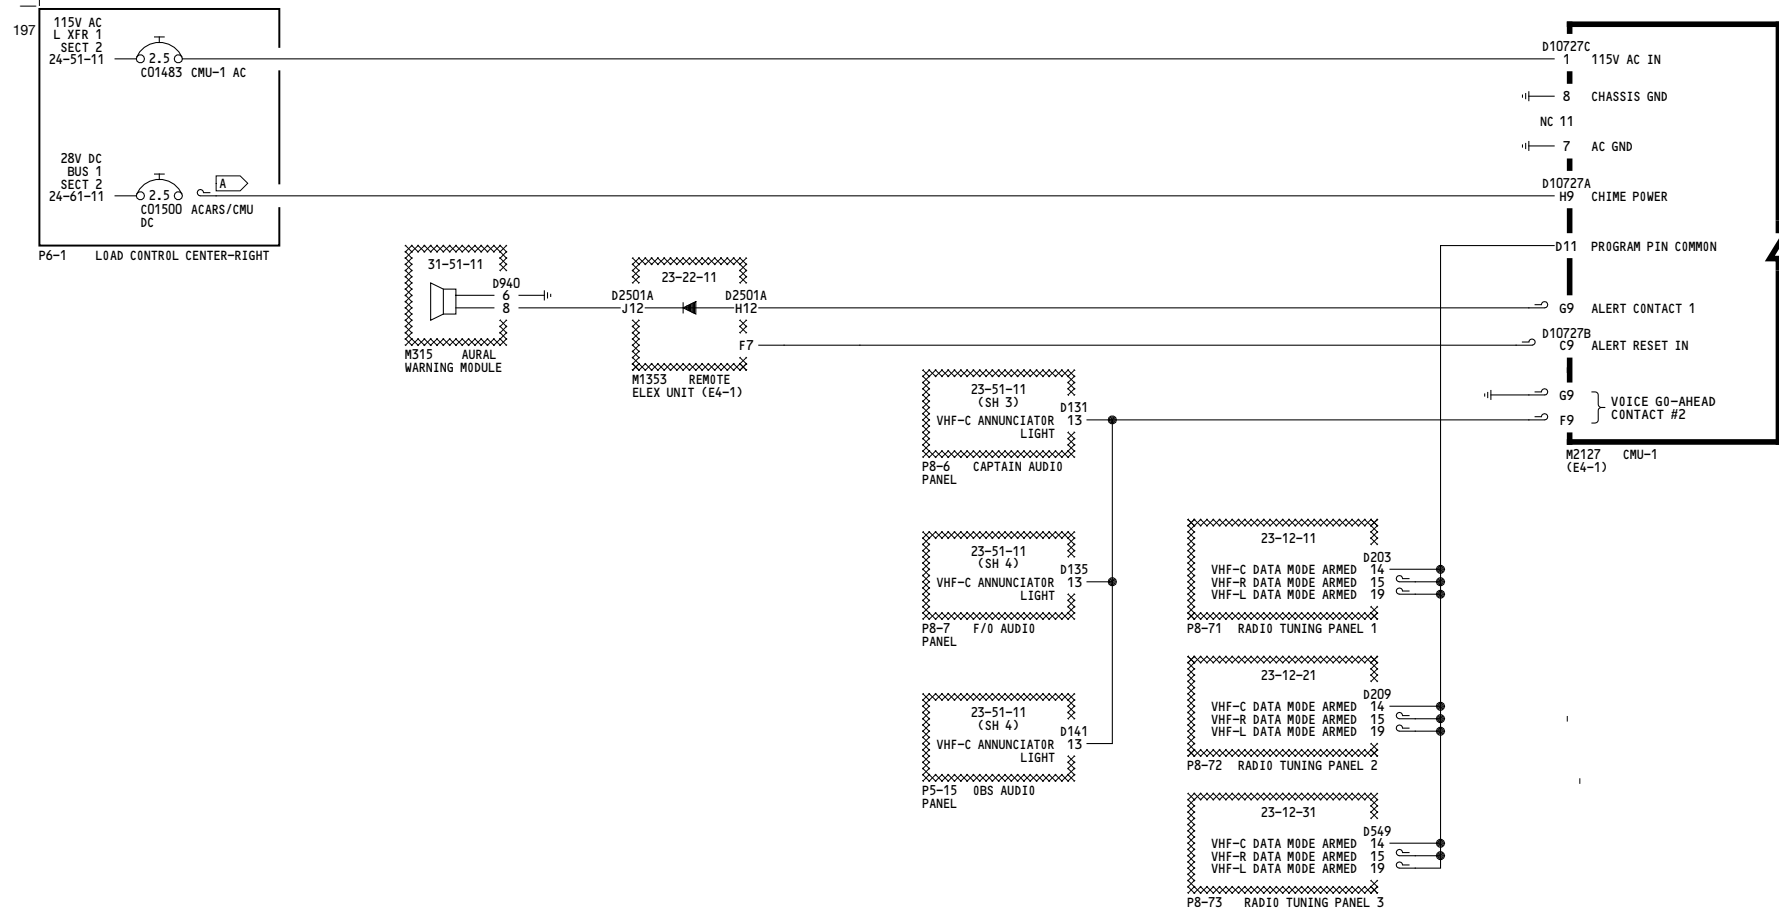 197
115V AC
L XFR 1
SECT 2
24-51-11
2.5
C01483 CMU-1 AC
28V DC
BUS 1
SECT 2
24-61-11
2.5
A
C01500 ACARS/CMU
DC
P6-1 LOAD CONTROL CENTER-RIGHT
31-51-11
D940
6
8
M315 AURAL
WARNING MODULE
23-22-11
D2501A
J12
D2501A
H12
F7
M1353 REMOTE
ELEX UNIT (E4-1)
23-51-11
(SH 3)
D131
VHF-C ANNUNCIATOR 13
LIGHT
P8-6 CAPTAIN AUDIO
PANEL
23-51-11
(SH 4)
D135
VHF-C ANNUNCIATOR 13
LIGHT
P8-7 F/O AUDIO
PANEL
23-51-11
(SH 4)
D141
VHF-C ANNUNCIATOR 13
LIGHT
P5-15 OBS AUDIO
PANEL
23-12-11
D203
VHF-C DATA MODE ARMED 14
VHF-R DATA MODE ARMED 15
VHF-L DATA MODE ARMED 19
P8-71 RADIO TUNING PANEL 1
23-12-21
D209
VHF-C DATA MODE ARMED 14
VHF-R DATA MODE ARMED 15
VHF-L DATA MODE ARMED 19
P8-72 RADIO TUNING PANEL 2
23-12-31
D549
VHF-C DATA MODE ARMED 14
VHF-R DATA MODE ARMED 15
VHF-L DATA MODE ARMED 19
P8-73 RADIO TUNING PANEL 3
D10727C
1 115V AC IN
8 CHASSIS GND
NC 11
7 AC GND
D10727A
H9 CHIME POWER
D11 PROGRAM PIN COMMON
G9 ALERT CONTACT 1
D10727B
C9 ALERT RESET IN
G9
VOICE GO-AHEAD
CONTACT #2
F9
M2127 CMU-1
(E4-1)